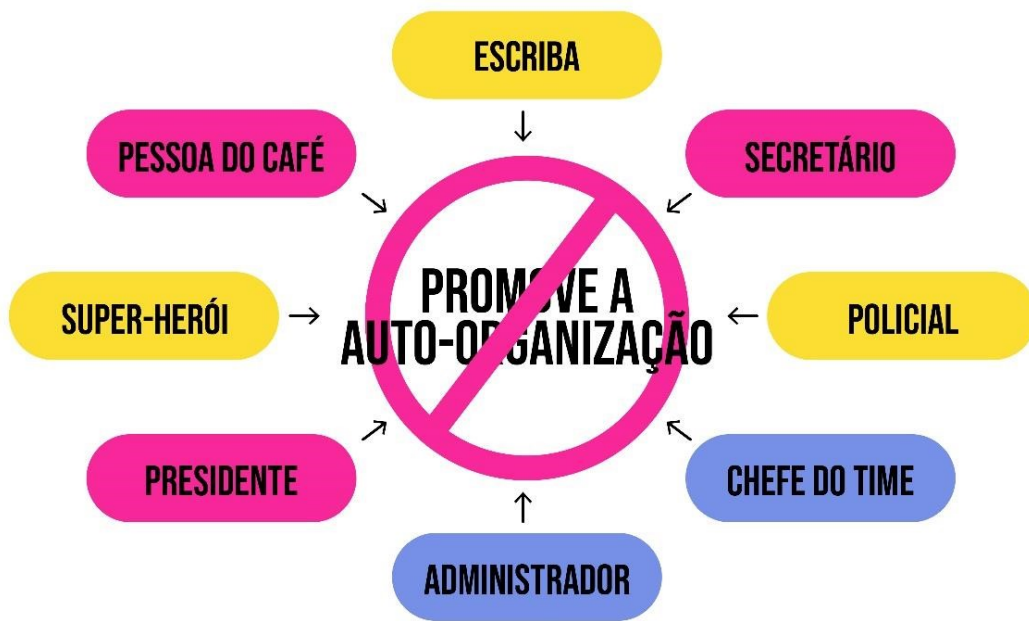 ESCRIBA
PESSOA DO CAFÉ
SECRETÁRIO
SUPER-HERÓI
PROMOVE A
AUTO-ORGANIZAÇÃO
POLICIAL
PRESIDENTE
CHEFE DO TIME
ADMINISTRADOR